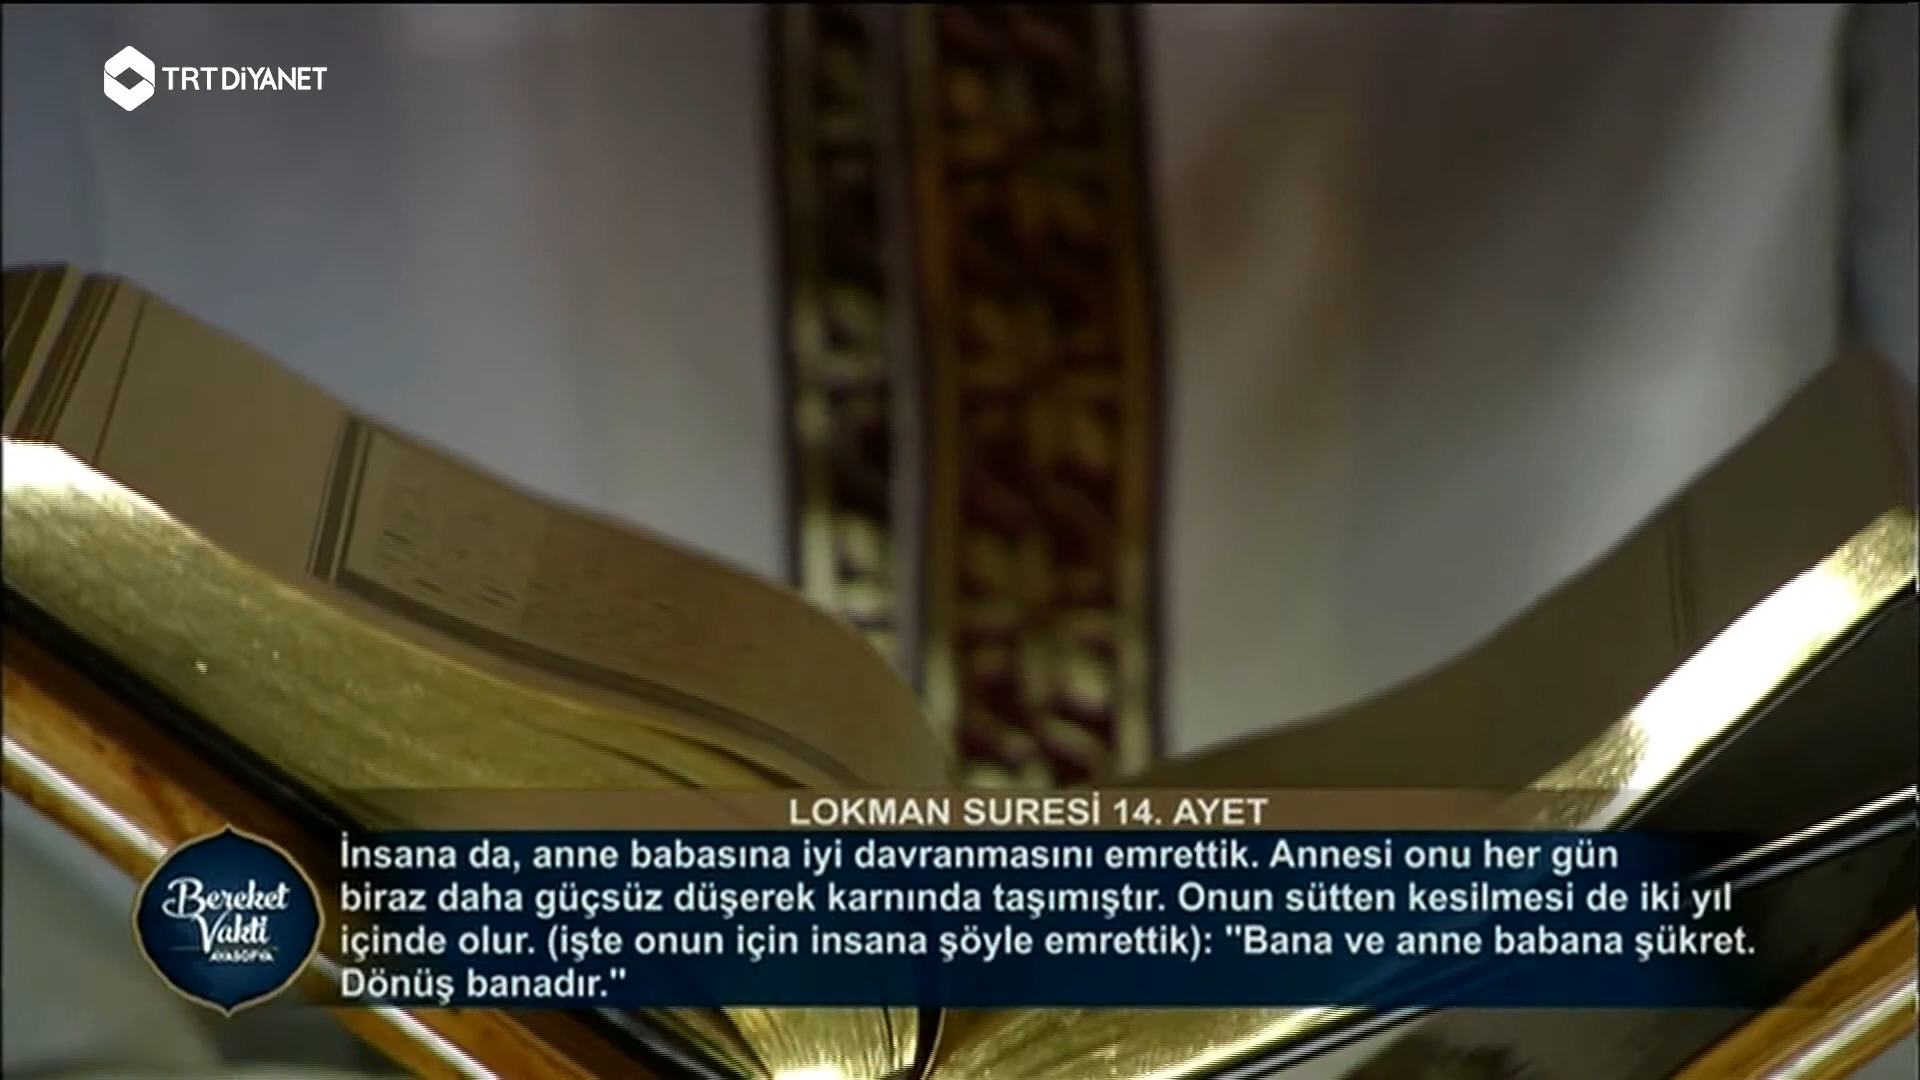 TRT DİYANET
LOKMAN SURESİ 14. AYET
İnsana da, anne babasına iyi davranmasını emrettik. Annesi onu her gün
biraz daha güçsüz düşerek karnında taşımıştır. Onun sütten kesilmesi de iki yıl
içinde olur. (işte onun için insana şöyle emrettik): "Bana ve anne babana şükret.
Dönüş banadır."
Bereket
Vakti
AYASOFYA